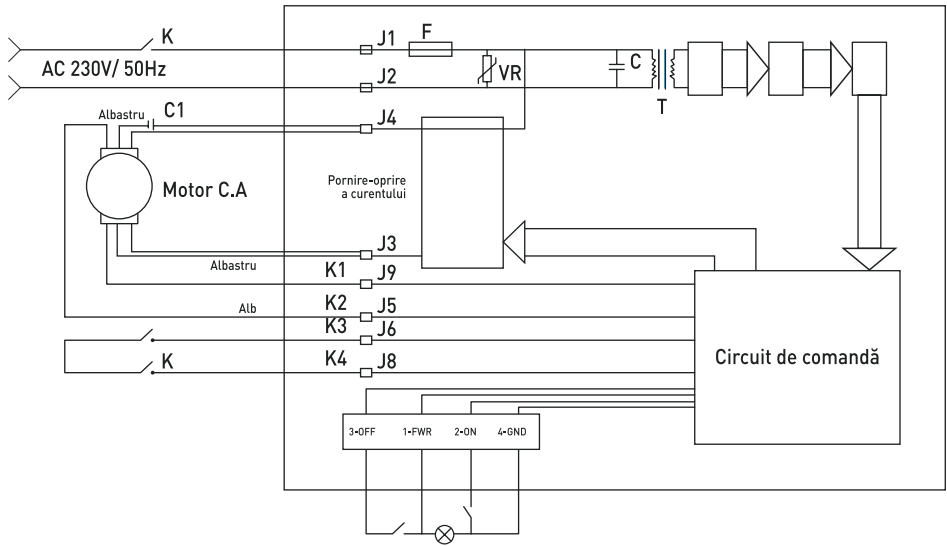 K
J1
F
AC 230V/ 50Hz
J2
VR
C
T
Albastru
C1
J4
Motor C.A
Pornire-oprire
a curentului
J3
Albastru
K1
J9
Alb
K2
J5
K3
J6
K
K4
J8
Circuit de comandă
3-OFF
1-FWR
2-ON
4-GND